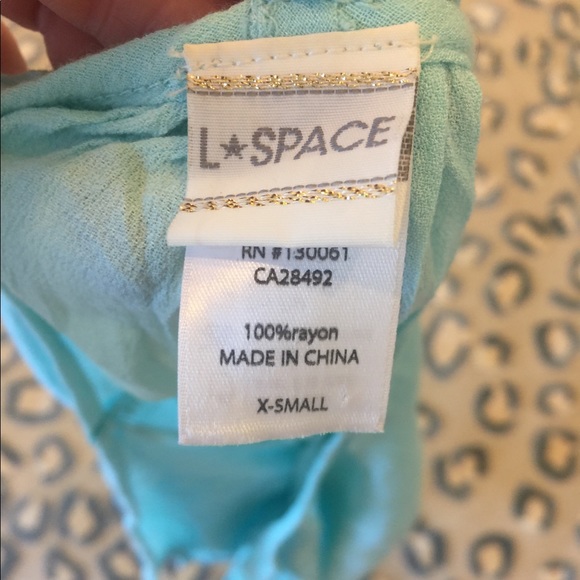 L★SPACE
RN #130061
CA28492
100%rayon
MADE IN CHINA
X-SMALL